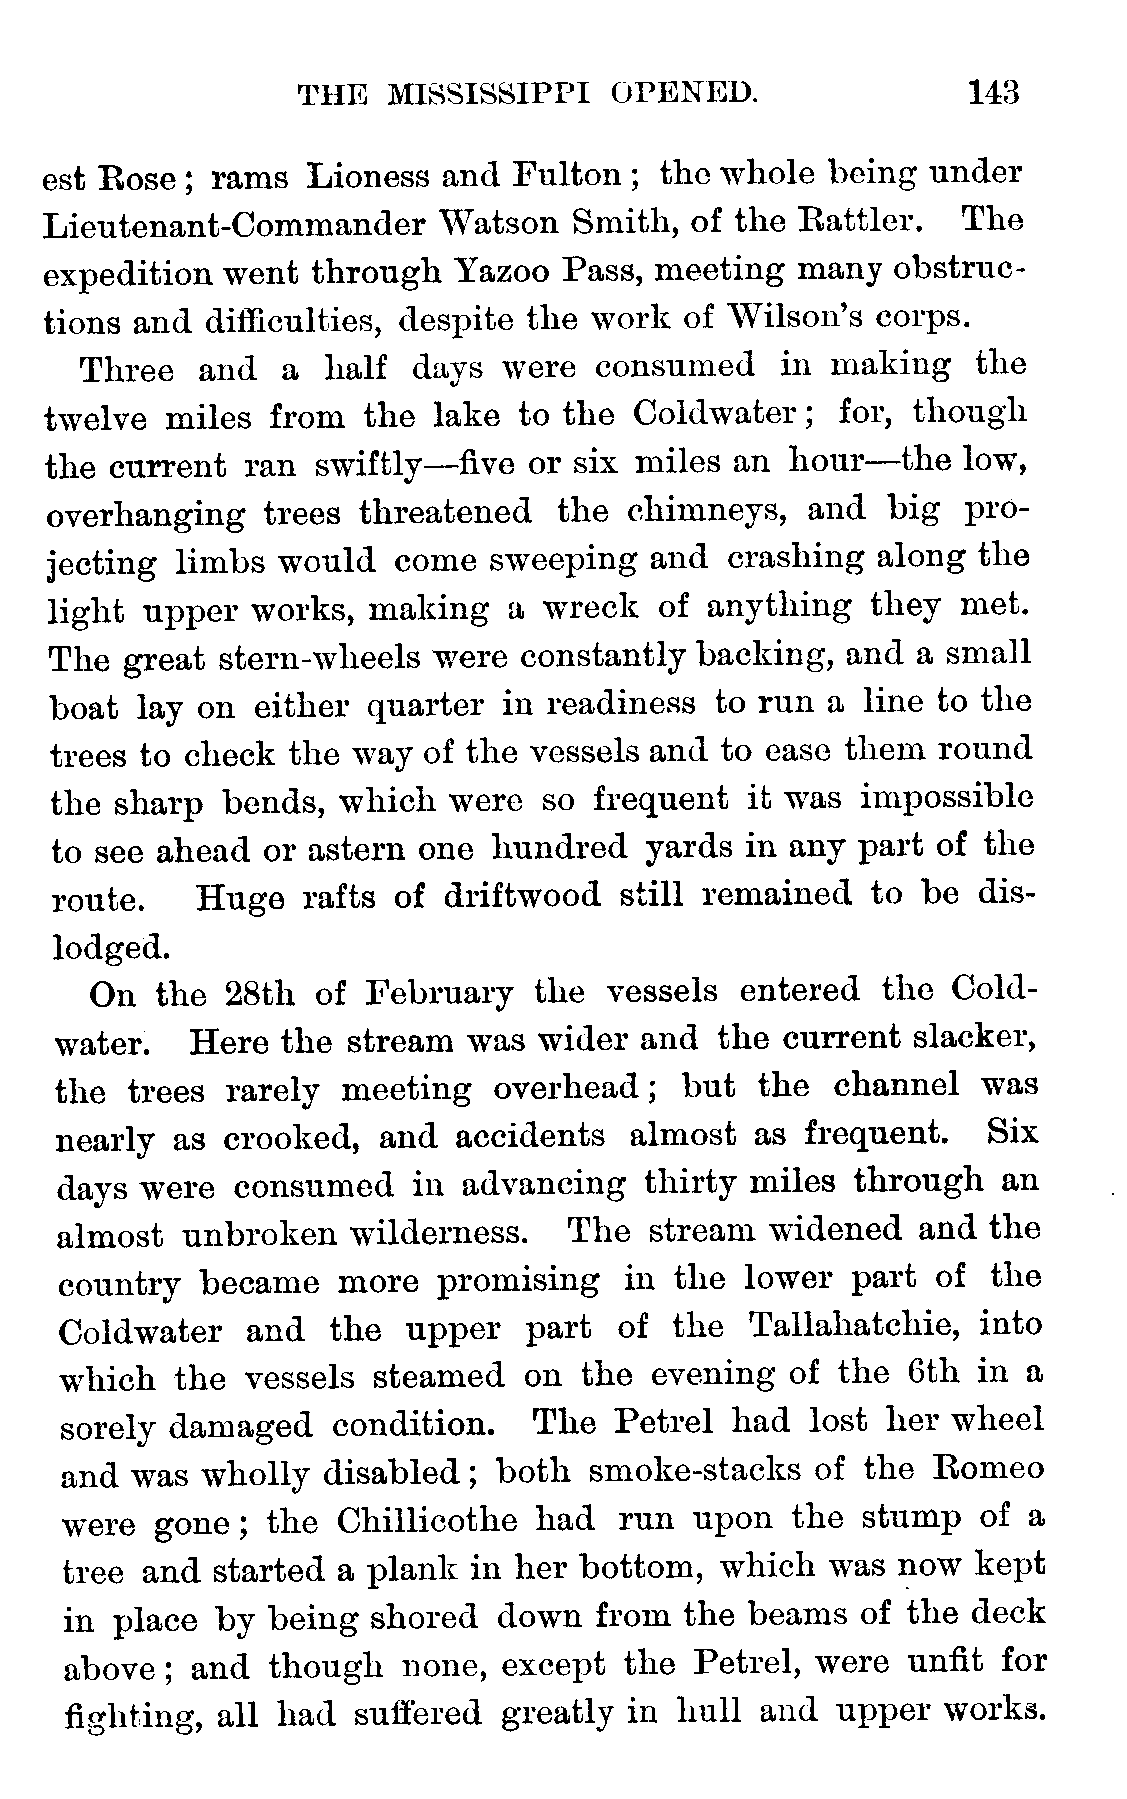 THE MISSISSIPPI OPENED. 143
est Rose; rams Lioness and Fulton; the whole being under
Lieutenant-Commander Watson Smith, of the Rattler. The
expedition went through Yazoo Pass, meeting many obstruc-
tions and difficulties, despite the work of Wilson's corps.
Three and a half days were consumed in making the
twelve miles from the lake to the Coldwater; for, though
the current ran swiftly—five or six miles an hour—the low,
overhanging trees threatened the chimneys, and big pro-
jecting limbs would come sweeping and crashing along the
light upper works, making a wreck of anything they met.
The great stern-wheels were constantly backing, and a small
boat lay on either quarter in readiness to run a line to the
trees to check the way of the vessels and to ease them round
the sharp bends, which were so frequent it was impossible
to see ahead or astern one hundred yards in any part of the
route. Huge rafts of driftwood still remained to be dis-
lodged.
On the 28th of February the vessels entered the Cold-
water. Here the stream was wider and the current slacker,
the trees rarely meeting overhead; but the channel was
nearly as crooked, and accidents almost as frequent. Six
days were consumed in advancing thirty miles through an
almost unbroken wilderness. The stream widened and the
country became more promising in the lower part of the
Coldwater and the upper part of the Tallahatchie, into
which the vessels steamed on the evening of the 6th in a
sorely damaged condition. The Petrel had lost her wheel
and was wholly disabled; both smoke-stacks of the Romeo
were gone; the Chillicothe had run upon the stump of a
tree and started a plank in her bottom, which was now kept
in place by being shored down from the beams of the deck
above; and though none, except the Petrel, were unfit for
fighting, all had suffered greatly in hull and upper works.